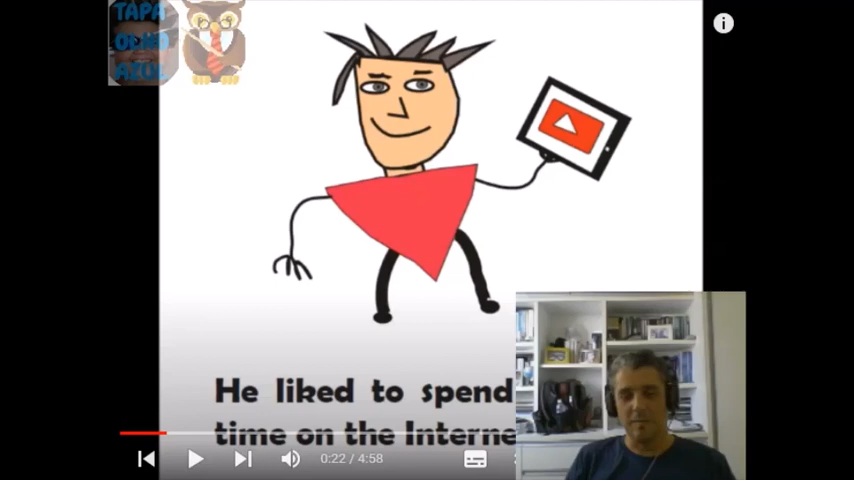 TAPA
OLHO
AZUL
He liked to spend
time on the Interne
0:22 / 4:58